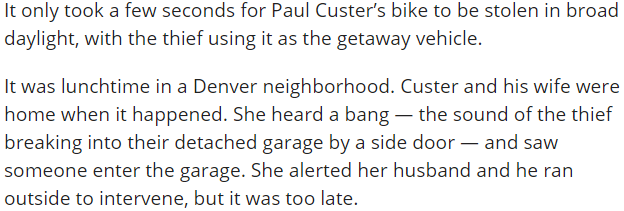 It only took a few seconds for Paul Custer’s bike to be stolen in broad
daylight, with the thief using it as the getaway vehicle.
It was lunchtime in a Denver neighborhood. Custer and his wife were
home when it happened. She heard a bang — the sound of the thief
breaking into their detached garage by a side door — and saw
someone enter the garage. She alerted her husband and he ran
outside to intervene, but it was too late.